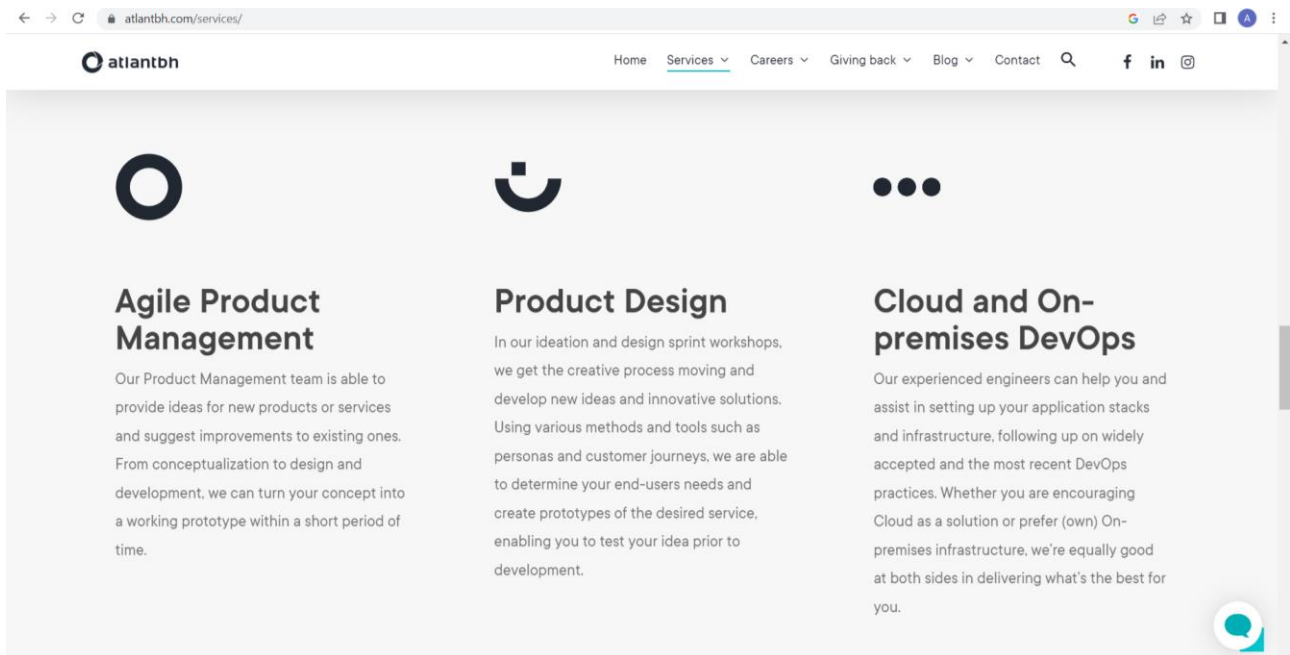 atlantbh.com/services/
A
atlantbh
Home Services Careers Giving back Blog Contact
Agile Product
Management
Our Product Management team is able to
provide ideas for new products or services
and suggest improvements to existing ones.
From conceptualization to design and
development, we can turn your concept into
a working prototype within a short period of
time.
Product Design
In our ideation and design sprint workshops,
we get the creative process moving and
develop new ideas and innovative solutions.
Using various methods and tools such as
personas and customer journeys, we are able
to determine your end-users needs and
create prototypes of the desired service,
enabling you to test your idea prior to
development.
Cloud and On-
premises DevOps
Our experienced engineers can help you and
assist in setting up your application stacks
and infrastructure, following up on widely
accepted and the most recent DevOps
practices. Whether you are encouraging
Cloud as a solution or prefer (own) On-
premises infrastructure, we're equally good
at both sides in delivering what's the best for
you.